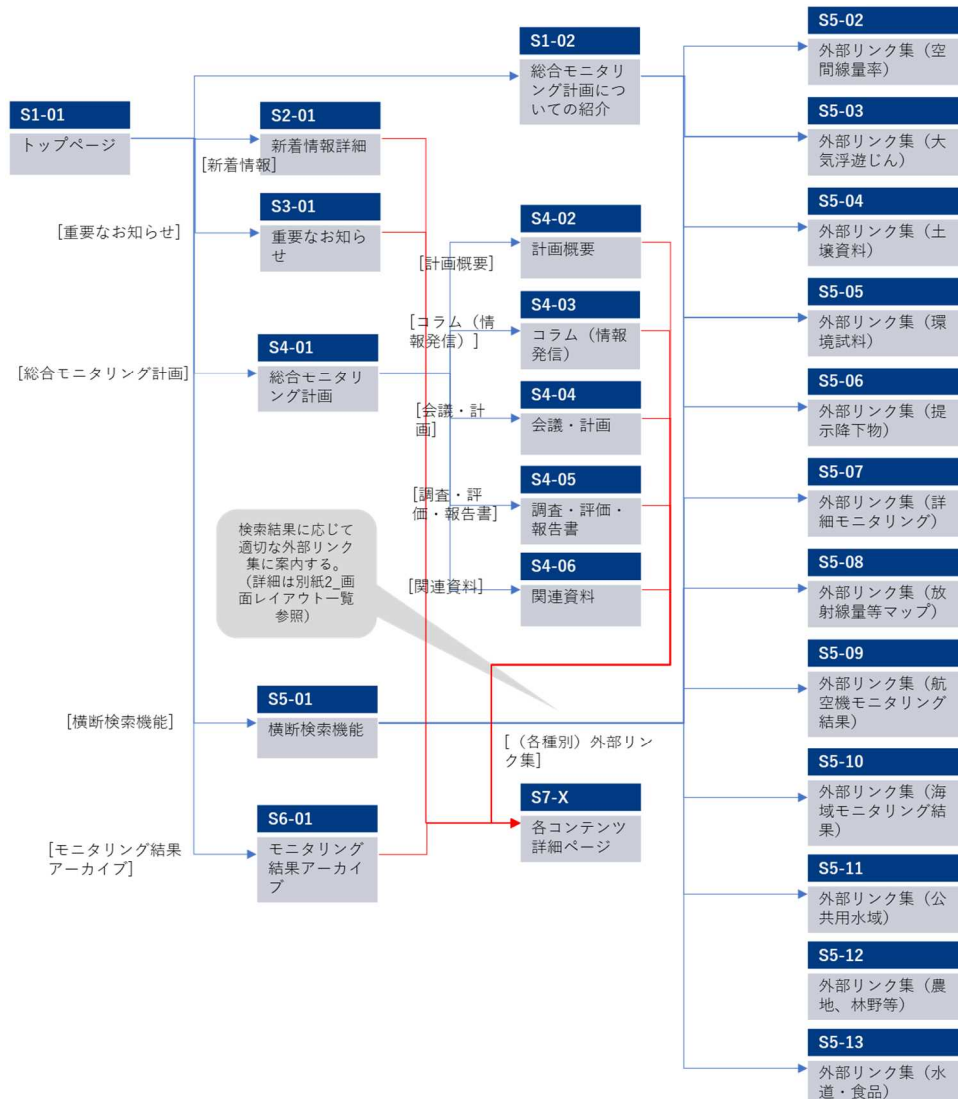 S1-01
トップページ
S1-02
総合モニタリ
ング計画につ
いての紹介
S2-01
新着情報詳細
[新着情報]
S3-01
重要なお知ら
せ
[重要なお知らせ]
S4-01
総合モニタリ
ング計画
[総合モニタリング計画]
S4-02
計画概要
[計画概要]
S4-03
コラム（情報
発信）
[コラム（情
報発信）]
S4-04
会議・計画
[会議・計
画]
S4-05
調査・評価・
報告書
[調査・評
価・報告書]
S4-06
関連資料
[関連資料]
検索結果に応じて
適切な外部リンク
集に案内する。
（詳細は別紙2_画
面レイアウト一覧
参照）
S5-01
横断検索機能
[横断検索機能]
[（各種別）外部リン
ク集]
S6-01
モニタリング
結果アーカイ
ブ
[モニタリング結果
アーカイブ]
S7-X
各コンテンツ
詳細ページ
S5-02
外部リンク集（空
間線量率）
S5-03
外部リンク集（大
気浮遊じん）
S5-04
外部リンク集（土
壌資料）
S5-05
外部リンク集（環
境試料）
S5-06
外部リンク集（提
示降下物）
S5-07
外部リンク集（詳
細モニタリング）
S5-08
外部リンク集（放
射線量等マップ）
S5-09
外部リンク集（航
空機モニタリング
結果）
S5-10
外部リンク集（海
域モニタリング結
果）
S5-11
外部リンク集（公
共用水域）
S5-12
外部リンク集（農
地、林野等）
S5-13
外部リンク集（水
道・食品）